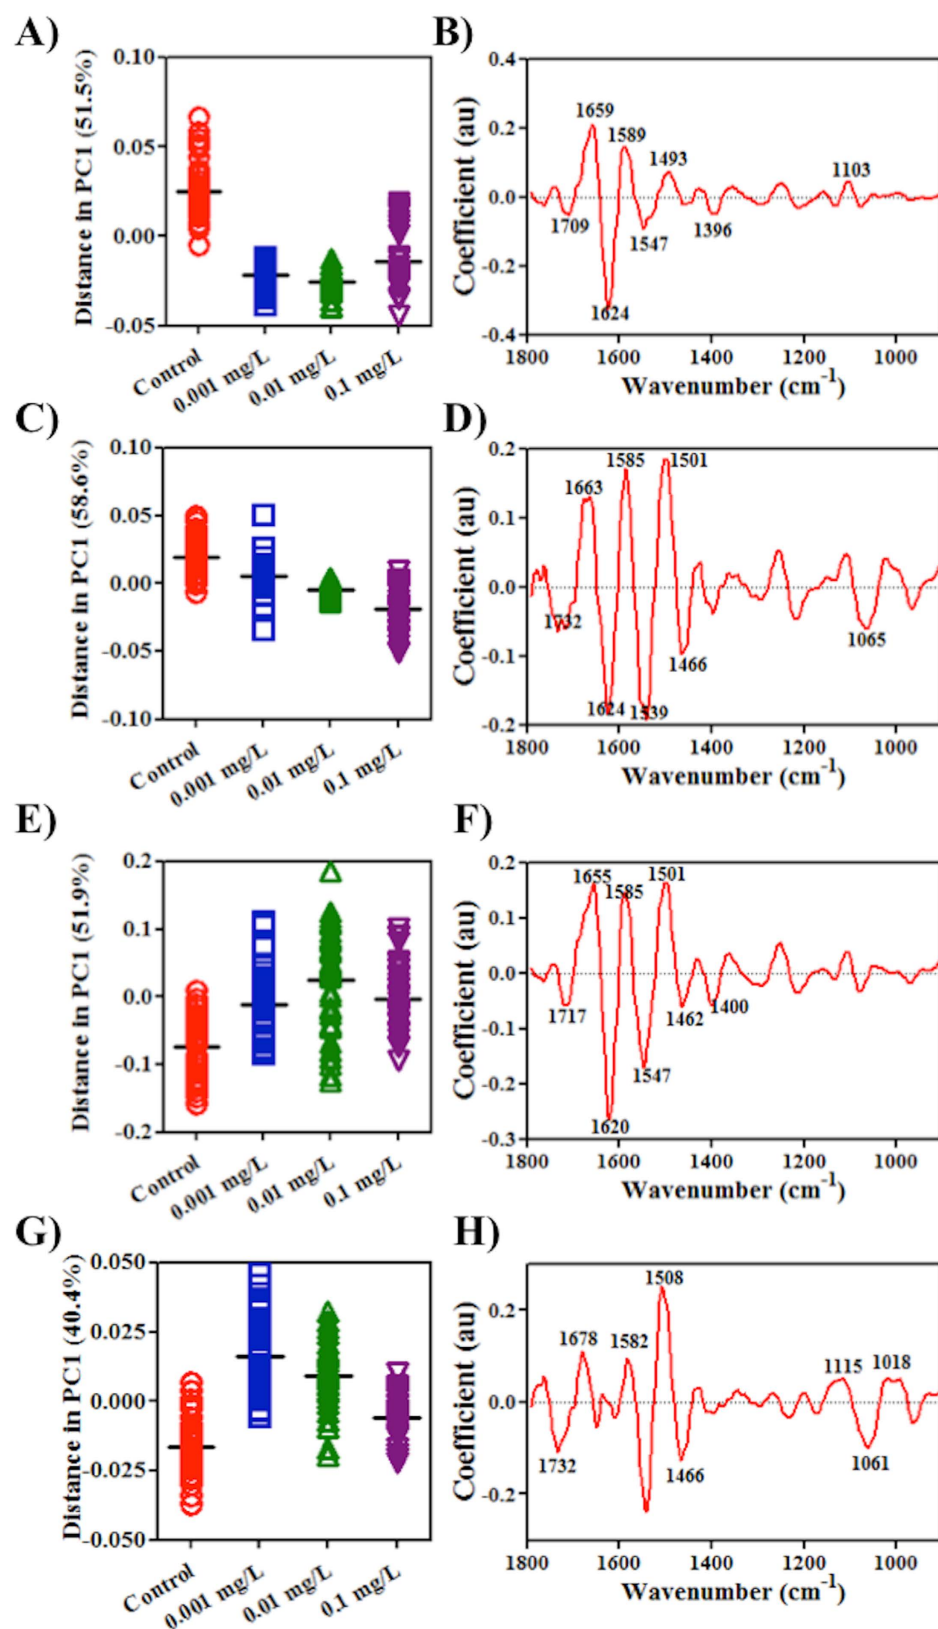 A)
Distance in PC1 (51.5%)
0.10
0.05
0.00
-0.05
Control
0.001 mg/L
0.01 mg/L
0.1 mg/L
B)
Coefficient (au)
0.4
0.2
0.0
-0.2
-0.4
1659
1589
1493
1103
1709
1547
1396
1624
1800 1600 1400 1200 1000
Wavenumber (cm-1)
C)
Distance in PC1 (58.6%)
0.10
0.05
0.00
-0.05
-0.10
Control
0.001 mg/L
0.01 mg/L
0.1 mg/L
D)
Coefficient (au)
0.2
0.1
0.0
-0.1
-0.2
1663
1585
1501
1732
1466
1065
1624
1539
1800 1600 1400 1200 1000
Wavenumber (cm-1)
E)
Distance in PC1 (51.9%)
0.2
0.1
0.0
-0.1
-0.2
Control
0.001 mg/L
0.01 mg/L
0.1 mg/L
F)
Coefficient (au)
0.2
0.1
0.0
-0.1
-0.2
-0.3
1655
1585
1501
1717
1462
1400
1547
1620
1800 1600 1400 1200 1000
Wavenumber (cm-1)
G)
Distance in PC1 (40.4%)
0.050
0.025
0.000
-0.025
-0.050
Control
0.001 mg/L
0.01 mg/L
0.1 mg/L
H)
Coefficient (au)
0.2
0.0
-0.2
1508
1678
1582
1115
1018
1732
1466
1061
1800 1600 1400 1200 1000
Wavenumber (cm-1)